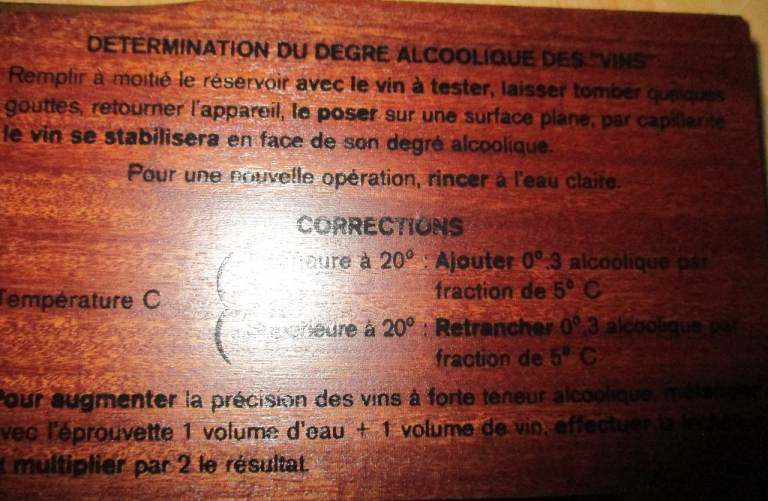 DETERMINATION DU DEGRE ALCOOLIQUE DES "VINS"
Remplir à moitié le réservoir avec le vin à tester, laisser tomber quelques
gouttes, retourner l'appareil, le poser sur une surface plane, par capillarité
le vin se stabilisera en face de son degré alcoolique.
Pour une nouvelle opération, rincer à l'eau claire.
CORRECTIONS
à 20° : Ajouter 0°.3 alcoolique par
fraction de 5° C
Température C
Supérieure à 20° : Retrancher 0°,3 alcoolique par
fraction de 5° C
Pour augmenter la précision des vins à forte teneur alcoolique,
avec l'éprouvette 1 volume d'eau + 1 volume de vin, effectuer la
multiplier par 2 le résultat.